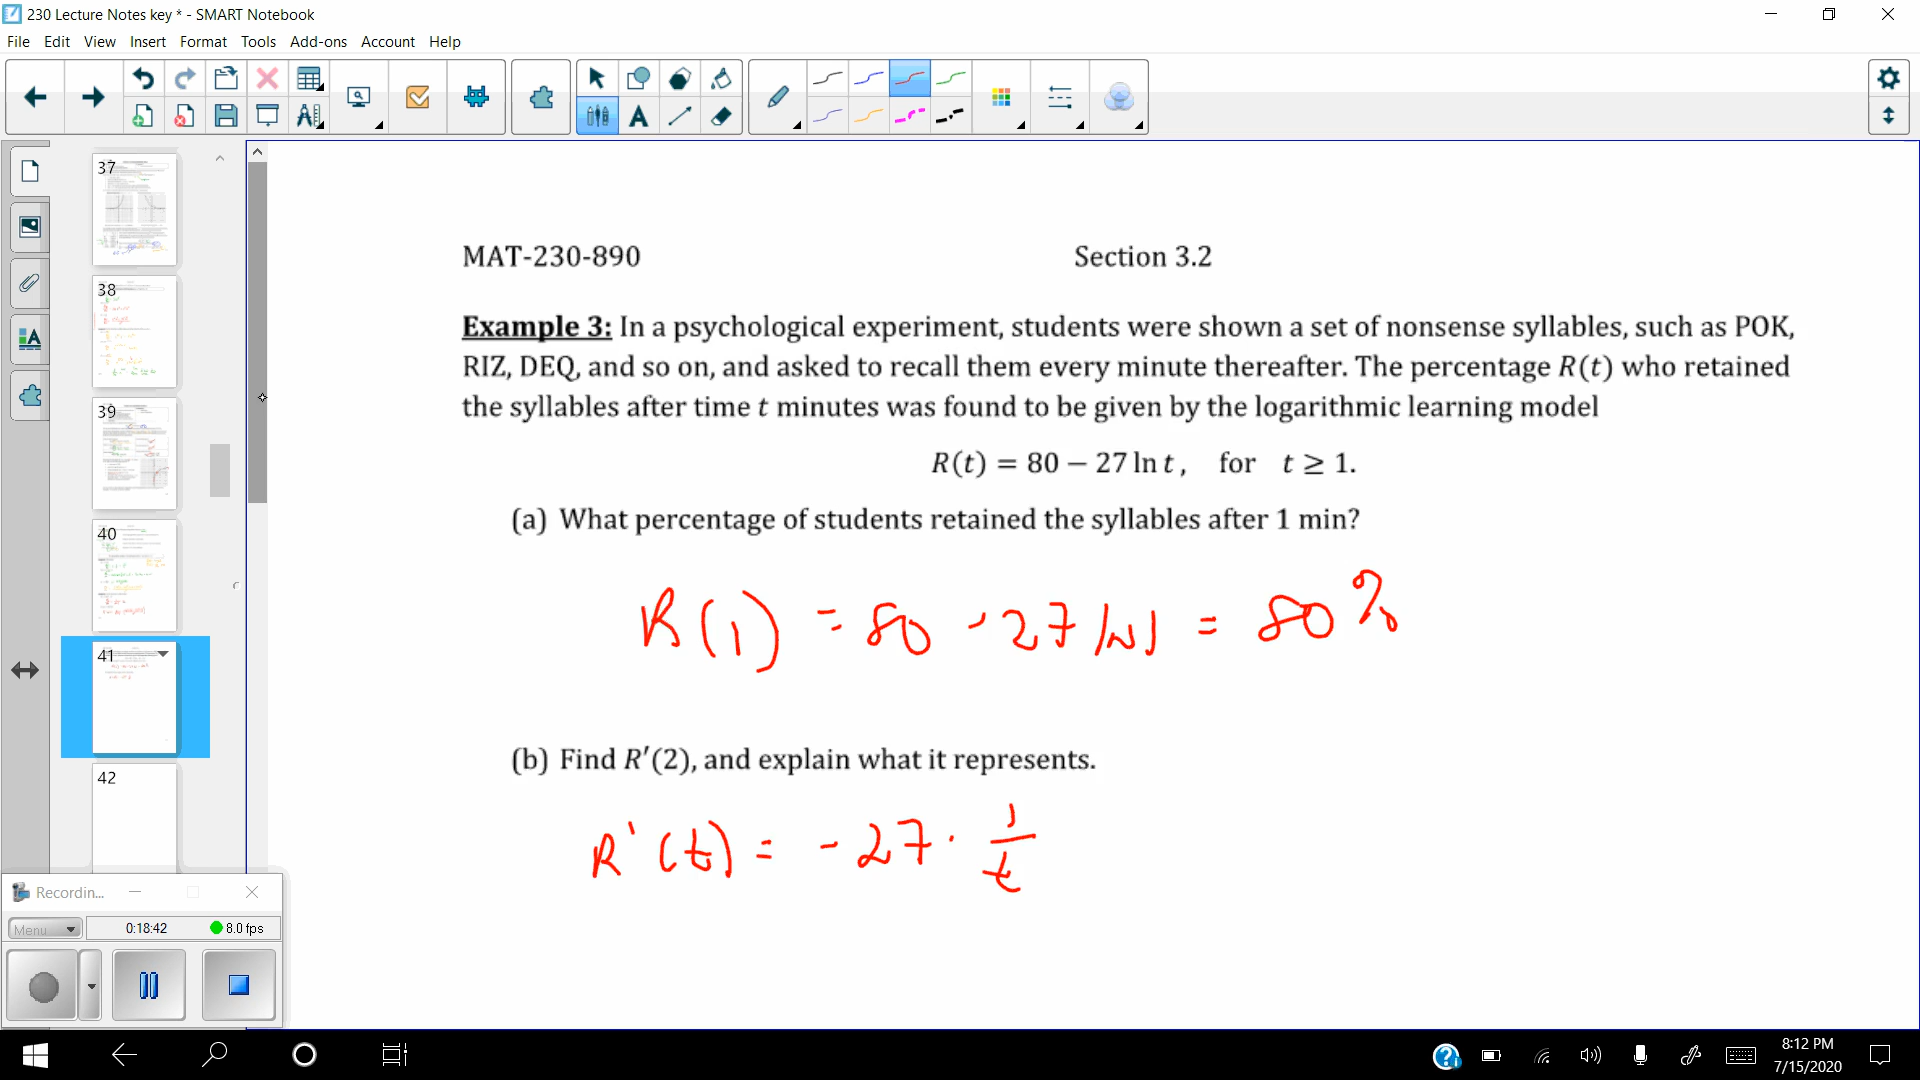 230 Lecture Notes key * - SMART Notebook
File Edit View Insert Format Tools Add-ons Account Help
37
38
39
40
41
42
MAT-230-890 Section 3.2
Example 3: In a psychological experiment, students were shown a set of nonsense syllables, such as POK,
RIZ, DEQ, and so on, and asked to recall them every minute thereafter. The percentage R(t) who retained
the syllables after time t minutes was found to be given by the logarithmic learning model
R(t) = 80 − 27 ln t, for t ≥ 1.
(a) What percentage of students retained the syllables after 1 min?
R(1) = 80 - 27 ln 1 = 80%
(b) Find R′(2), and explain what it represents.
R'(t) = -27 · 1/t
Recordin...
Menu 0:18:42 8.0 fps
8:12 PM
7/15/2020